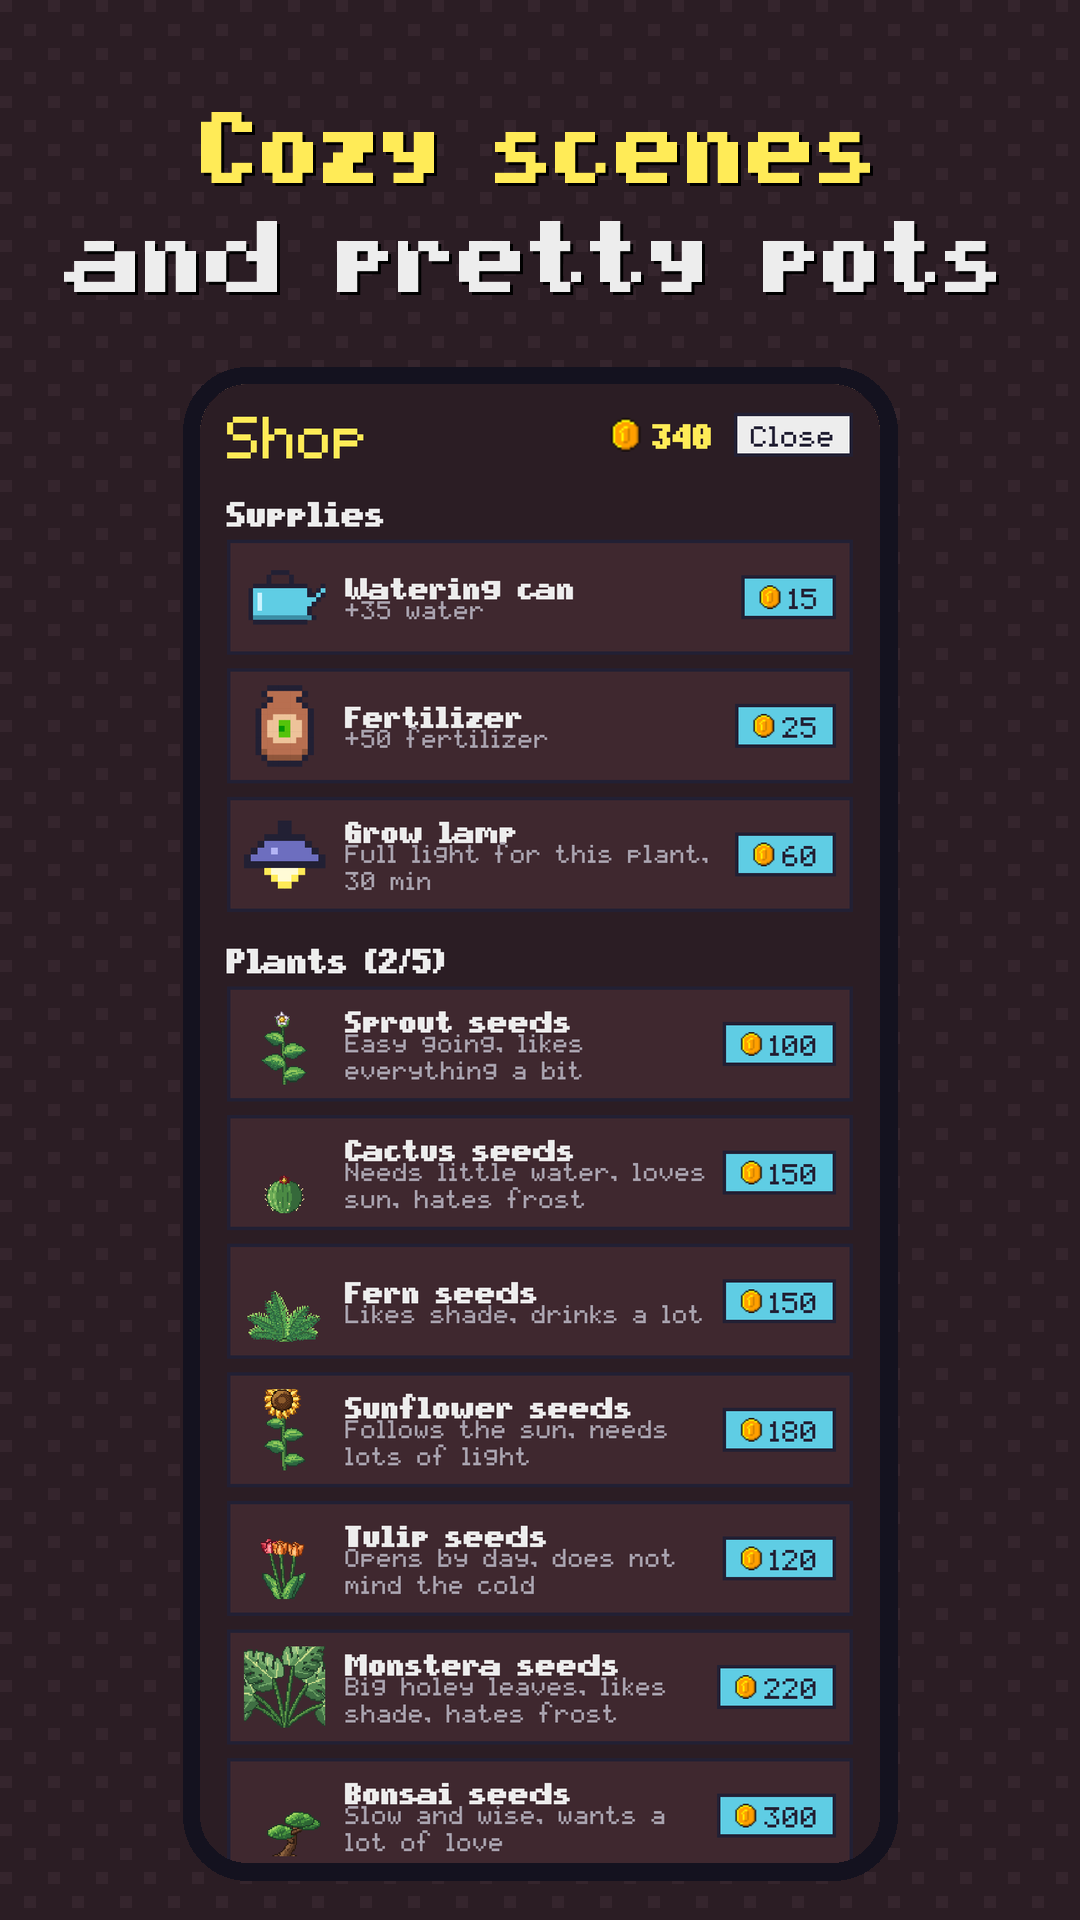 Cozy scenes
and pretty pots
Shop
340
Close
Supplies
Watering can
+35 water
15
Fertilizer
+50 fertilizer
25
Grow lamp
Full light for this plant,
30 min
60
Plants (2/5)
Sprout seeds
Easy going, likes
everything a bit
100
Cactus seeds
Needs little water, loves
sun, hates frost
150
Fern seeds
Likes shade, drinks a lot
150
Sunflower seeds
Follows the sun, needs
lots of light
180
Tulip seeds
Opens by day, does not
mind the cold
120
Monstera seeds
Big holey leaves, likes
shade, hates frost
220
Bonsai seeds
Slow and wise, wants a
lot of love
300